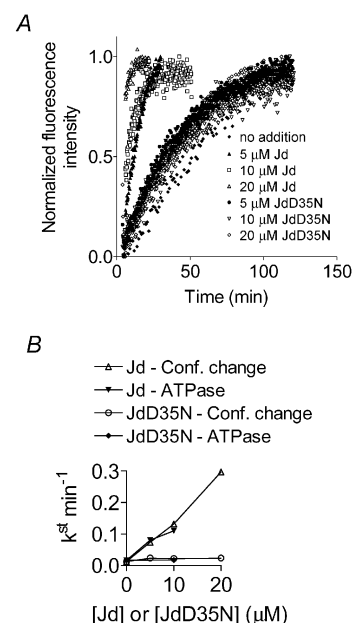 A
Normalized fluorescence
intensity
1.0
0.5
0.0
no addition
5 µM Jd
10 µM Jd
20 µM Jd
5 µM JdD35N
10 µM JdD35N
20 µM JdD35N
0 50 100 150
Time (min)
B
Jd - Conf. change
Jd - ATPase
JdD35N - Conf. change
JdD35N - ATPase
kˢᵗ min⁻¹
0.3
0.2
0.1
0.0
0 10 20
[Jd] or [JdD35N] (µM)